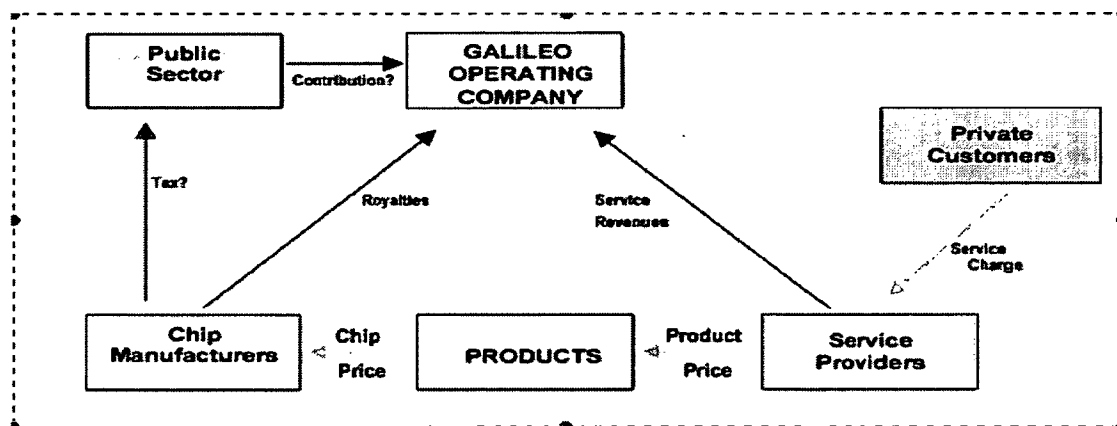 Public
Sector
Contribution?
GALILEO
OPERATING
COMPANY
Private
Customers
Tax?
Royalties
Service
Revenues
Service
Charge
Chip
Manufacturers
Chip
Price
PRODUCTS
Product
Price
Service
Providers